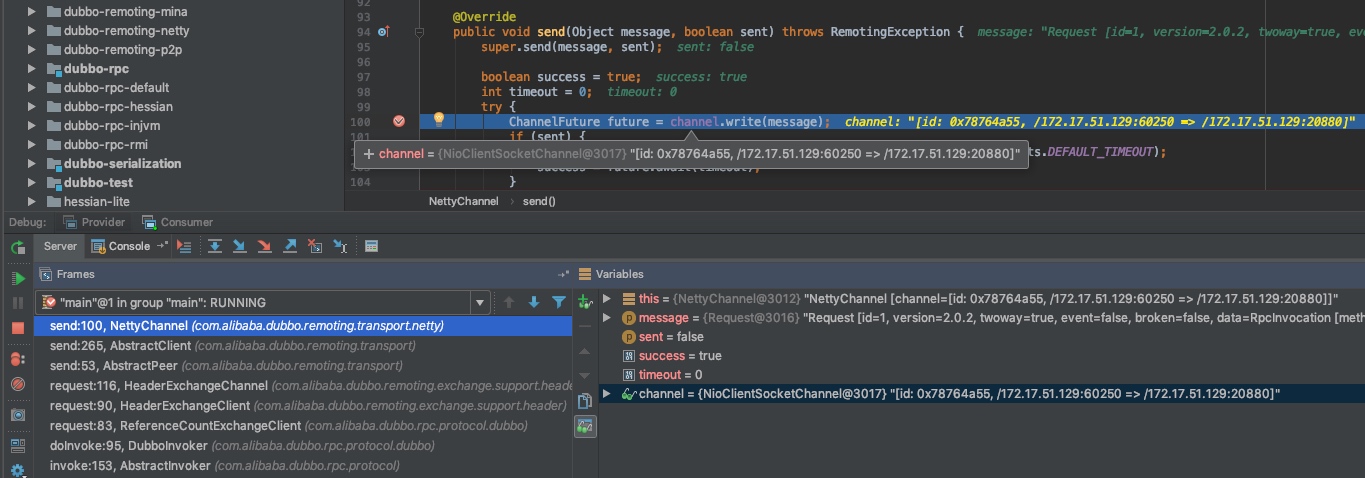 dubbo-remoting-mina
dubbo-remoting-netty
dubbo-remoting-p2p
dubbo-rpc
dubbo-rpc-default
dubbo-rpc-hessian
dubbo-rpc-injvm
dubbo-rpc-rmi
dubbo-serialization
dubbo-test
hessian-lite
92
93 @Override
94 public void send(Object message, boolean sent) throws RemotingException { message: "Request [id=1, version=2.0.2, twoway=true, eve
95 super.send(message, sent); sent: false
96
97 boolean success = true; success: true
98 int timeout = 0; timeout: 0
99 try {
100 ChannelFuture future = channel.write(message); channel: "[id: 0x78764a55, /172.17.51.129:60250 => /172.17.51.129:20880]"
101 if (sent) {
+ channel = {NioClientSocketChannel@3017} "[id: 0x78764a55, /172.17.51.129:60250 => /172.17.51.129:20880]"
ts.DEFAULT_TIMEOUT);
104 }
NettyChannel › send()
Debug: Provider Consumer
Server Console
Frames
"main"@1 in group "main": RUNNING
send:100, NettyChannel (com.alibaba.dubbo.remoting.transport.netty)
send:265, AbstractClient (com.alibaba.dubbo.remoting.transport)
send:53, AbstractPeer (com.alibaba.dubbo.remoting.transport)
request:116, HeaderExchangeChannel (com.alibaba.dubbo.remoting.exchange.support.heade
request:90, HeaderExchangeClient (com.alibaba.dubbo.remoting.exchange.support.header)
request:83, ReferenceCountExchangeClient (com.alibaba.dubbo.rpc.protocol.dubbo)
doInvoke:95, DubboInvoker (com.alibaba.dubbo.rpc.protocol.dubbo)
invoke:153, AbstractInvoker (com.alibaba.dubbo.rpc.protocol)
Variables
this = {NettyChannel@3012} "NettyChannel [channel=[id: 0x78764a55, /172.17.51.129:60250 => /172.17.51.129:20880]]"
message = {Request@3016} "Request [id=1, version=2.0.2, twoway=true, event=false, broken=false, data=RpcInvocation [meth
sent = false
success = true
timeout = 0
channel = {NioClientSocketChannel@3017} "[id: 0x78764a55, /172.17.51.129:60250 => /172.17.51.129:20880]"